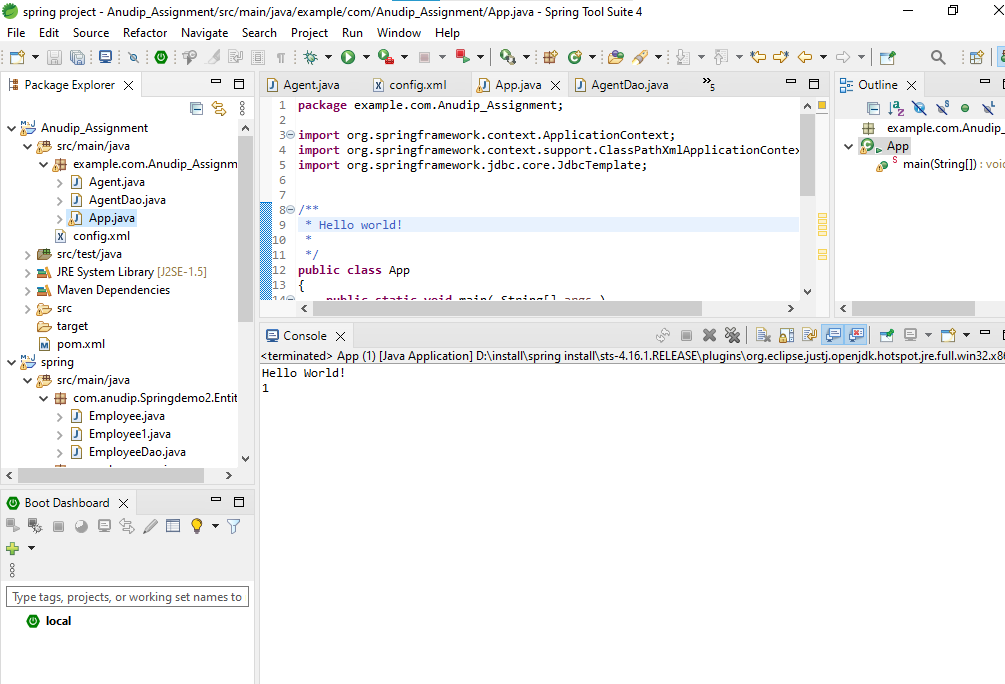 spring project - Anudip_Assignment/src/main/java/example/com/Anudip_Assignment/App.java - Spring Tool Suite 4
File Edit Source Refactor Navigate Search Project Run Window Help
Package Explorer
Anudip_Assignment
src/main/java
example.com.Anudip_Assignm
Agent.java
AgentDao.java
App.java
config.xml
src/test/java
JRE System Library [J2SE-1.5]
Maven Dependencies
src
target
pom.xml
spring
src/main/java
com.anudip.Springdemo2.Entit
Employee.java
Employee1.java
EmployeeDao.java
Boot Dashboard
Type tags, projects, or working set names to
local
Agent.java config.xml App.java AgentDao.java »5
1 package example.com.Anudip_Assignment;
2
3 import org.springframework.context.ApplicationContext;
4 import org.springframework.context.support.ClassPathXmlApplicationContex
5 import org.springframework.jdbc.core.JdbcTemplate;
6
7
8 /**
9 * Hello world!
10 *
11 */
12 public class App
13 {
14 public static void main( String[] args )
Outline
example.com.Anudip_
App
main(String[]) : void
Console
<terminated> App (1) [Java Application] D:\install\spring install\sts-4.16.1.RELEASE\plugins\org.eclipse.justj.openjdk.hotspot.jre.full.win32.x86
Hello World!
1